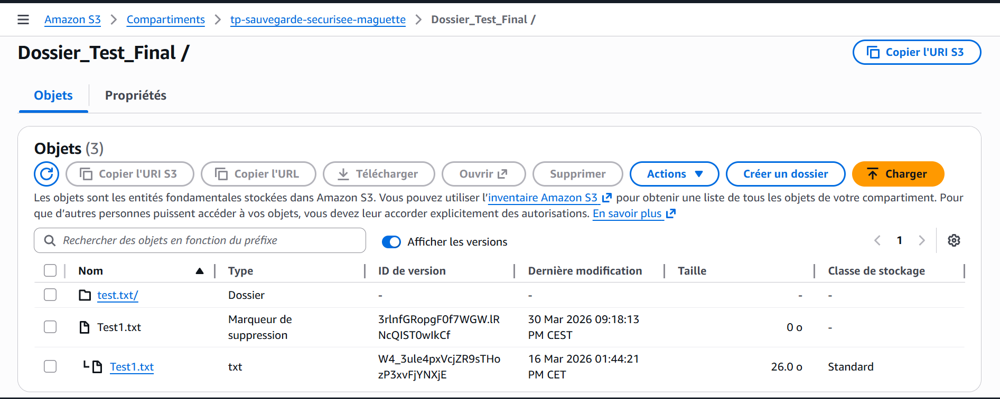 Amazon S3 > Compartiments > tp-sauvegarde-securisee-maguette > Dossier_Test_Final /
Dossier_Test_Final /
Copier l'URI S3
Objets
Propriétés
Objets (3)
Copier l'URI S3
Copier l'URL
Télécharger
Ouvrir
Supprimer
Actions
Créer un dossier
Charger
Les objets sont les entités fondamentales stockées dans Amazon S3. Vous pouvez utiliser l’inventaire Amazon S3 pour obtenir une liste de tous les objets de votre compartiment. Pour
que d’autres personnes puissent accéder à vos objets, vous devez leur accorder explicitement des autorisations. En savoir plus
Rechercher des objets en fonction du préfixe
Afficher les versions
1
Nom Type ID de version Dernière modification Taille Classe de stockage
test.txt/ Dossier - - - -
Test1.txt
Marqueur de
suppression
3rlnfGRopgF0f7WGW.lR
NcQIST0wIkCf
30 Mar 2026 09:18:13
PM CEST
0 o
-
Test1.txt
txt
W4_3ule4pxVcjZR9sTHo
zP3xvFjYNXjE
16 Mar 2026 01:44:21
PM CET
26.0 o
Standard